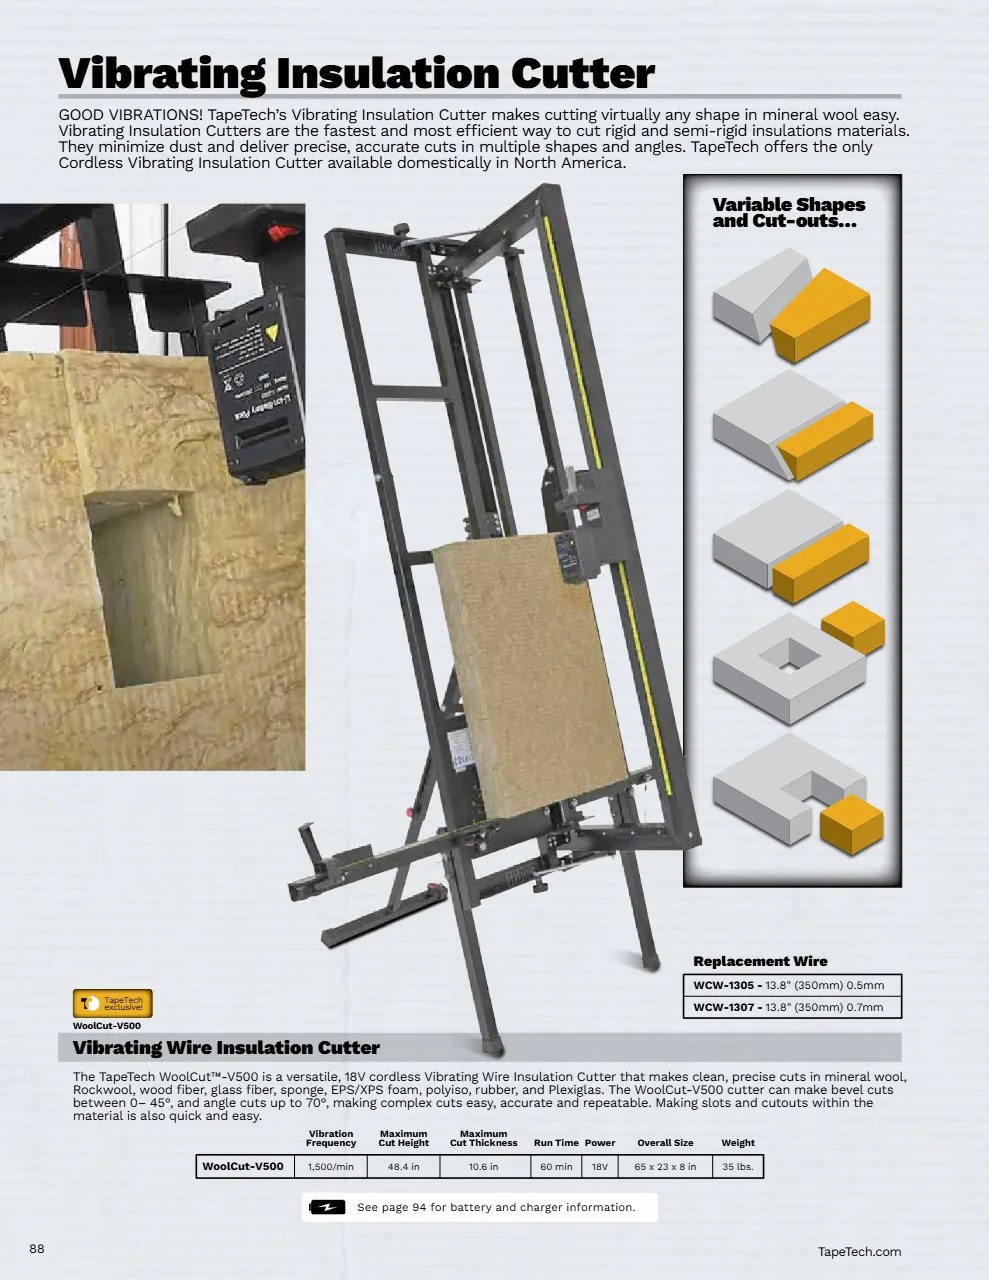 Vibrating Insulation Cutter
GOOD VIBRATIONS! TapeTech’s Vibrating Insulation Cutter makes cutting virtually any shape in mineral wool easy.
Vibrating Insulation Cutters are the fastest and most efficient way to cut rigid and semi-rigid insulations materials.
They minimize dust and deliver precise, accurate cuts in multiple shapes and angles. TapeTech offers the only
Cordless Vibrating Insulation Cutter available domestically in North America.
Variable Shapes
and Cut-outs...
Li-ion Battery Pack
Replacement Wire
WCW-1305 - 13.8" (350mm) 0.5mm
WCW-1307 - 13.8" (350mm) 0.7mm
TapeTech
exclusive!
WoolCut-V500
Vibrating Wire Insulation Cutter
The TapeTech WoolCut™-V500 is a versatile, 18V cordless Vibrating Wire Insulation Cutter that makes clean, precise cuts in mineral wool,
Rockwool, wood fiber, glass fiber, sponge, EPS/XPS foam, polyiso, rubber, and Plexiglas. The WoolCut-V500 cutter can make bevel cuts
between 0– 45°, and angle cuts up to 70°, making complex cuts easy, accurate and repeatable. Making slots and cutouts within the
material is also quick and easy.
Vibration Frequency Maximum Cut Height Maximum Cut Thickness Run Time Power Overall Size Weight
WoolCut-V500 1,500/min 48.4 in 10.6 in 60 min 18V 65 x 23 x 8 in 35 lbs.
See page 94 for battery and charger information.
88
TapeTech.com